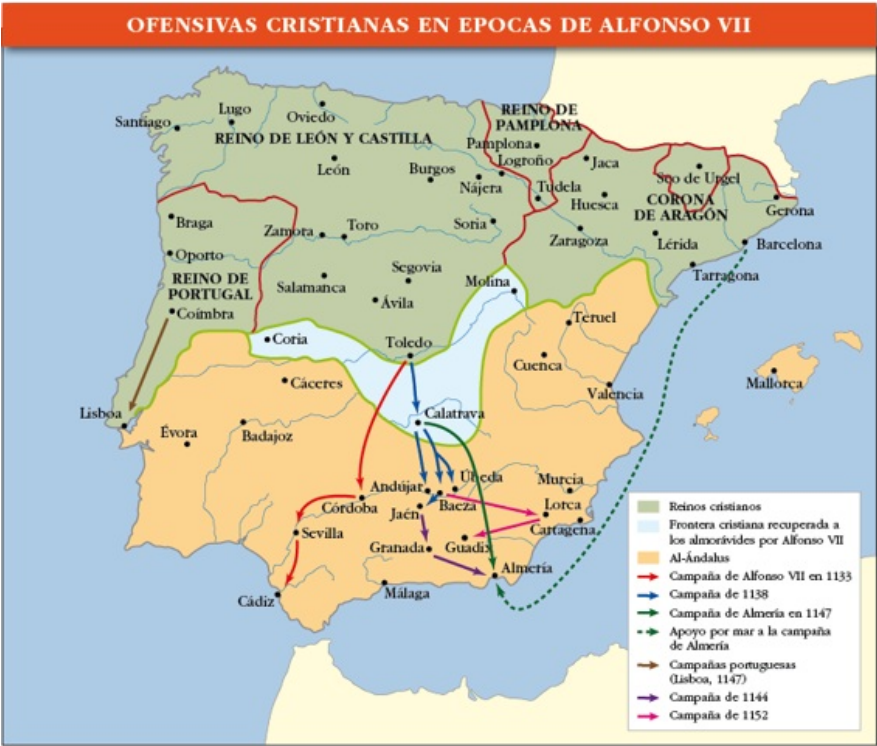 OFENSIVAS CRISTIANAS EN EPOCAS DE ALFONSO VII
REINO DE
PAMPLONA
Lugo
Oviedo
Santiago
REINO DE LEÓN Y CASTILLA
Pamplona
Logroño
Jaca
León
Burgos
Nájera
Tudela
Seo de Urgel
Huesca
CORONA
DE ARAGÓN
Gerona
Braga
Zamora
Toro
Soria
Zaragoza
Lérida
Barcelona
Oporto
REINO DE
PORTUGAL
Salamanca
Segovia
Molina
Tarragona
Ávila
Coímbra
Teruel
Coria
Toledo
Cuenca
Cáceres
Valencia
Mallorca
Lisboa
Calatrava
Évora
Badajoz
Andújar
Úbeda
Murcia
Córdoba
Baeza
Lorca
Jaén
Cartagena
Sevilla
Granada
Guadix
Almería
Cádiz
Málaga
Reinos cristianos
Frontera cristiana recuperada a
los almorávides por Alfonso VII
Al-Ándalus
Campaña de Alfonso VII en 1133
Campaña de 1138
Campaña de Almería en 1147
Apoyo por mar a la campaña
de Almería
Campañas portuguesas
(Lisboa, 1147)
Campaña de 1144
Campaña de 1152